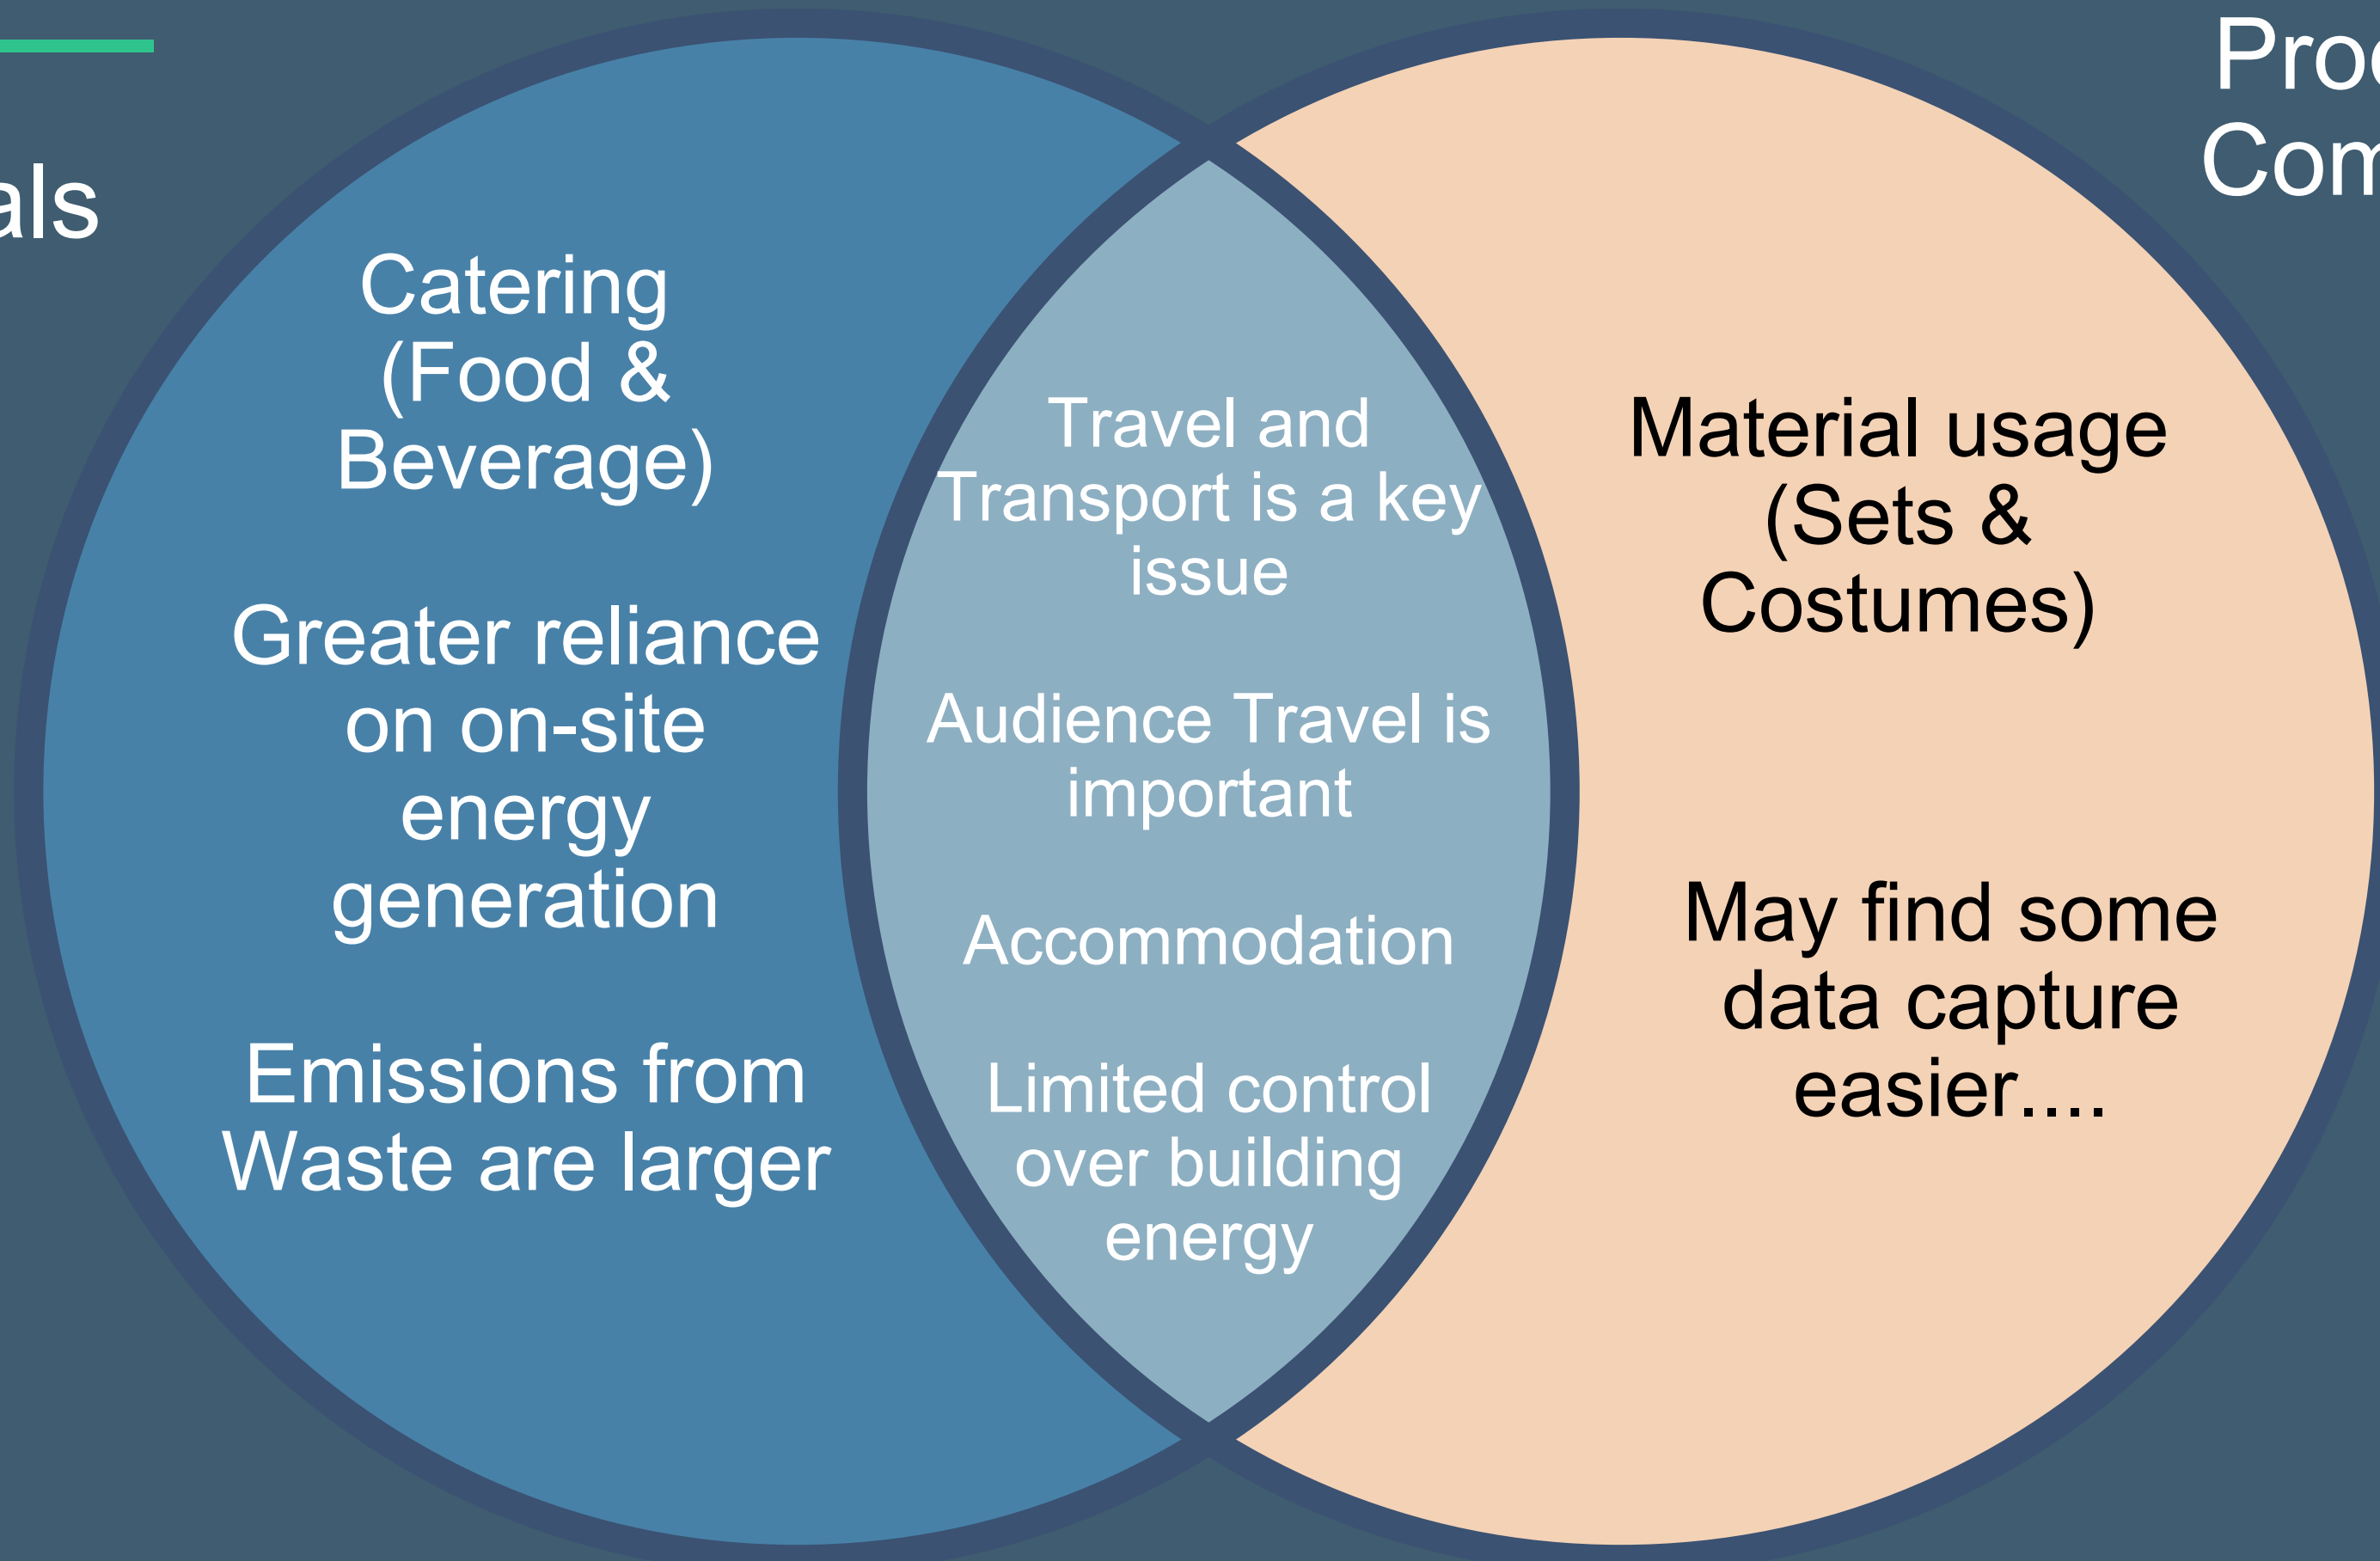 als
Catering
(Food &
Beverage)
Greater reliance
on on-site
energy
generation
Emissions from
Waste are larger
Travel and
Transport is a key
issue
Audience Travel is
important
Accommodation
Limited control
over building
energy
Material usage
(Sets &
Costumes)
May find some
data capture
easier....